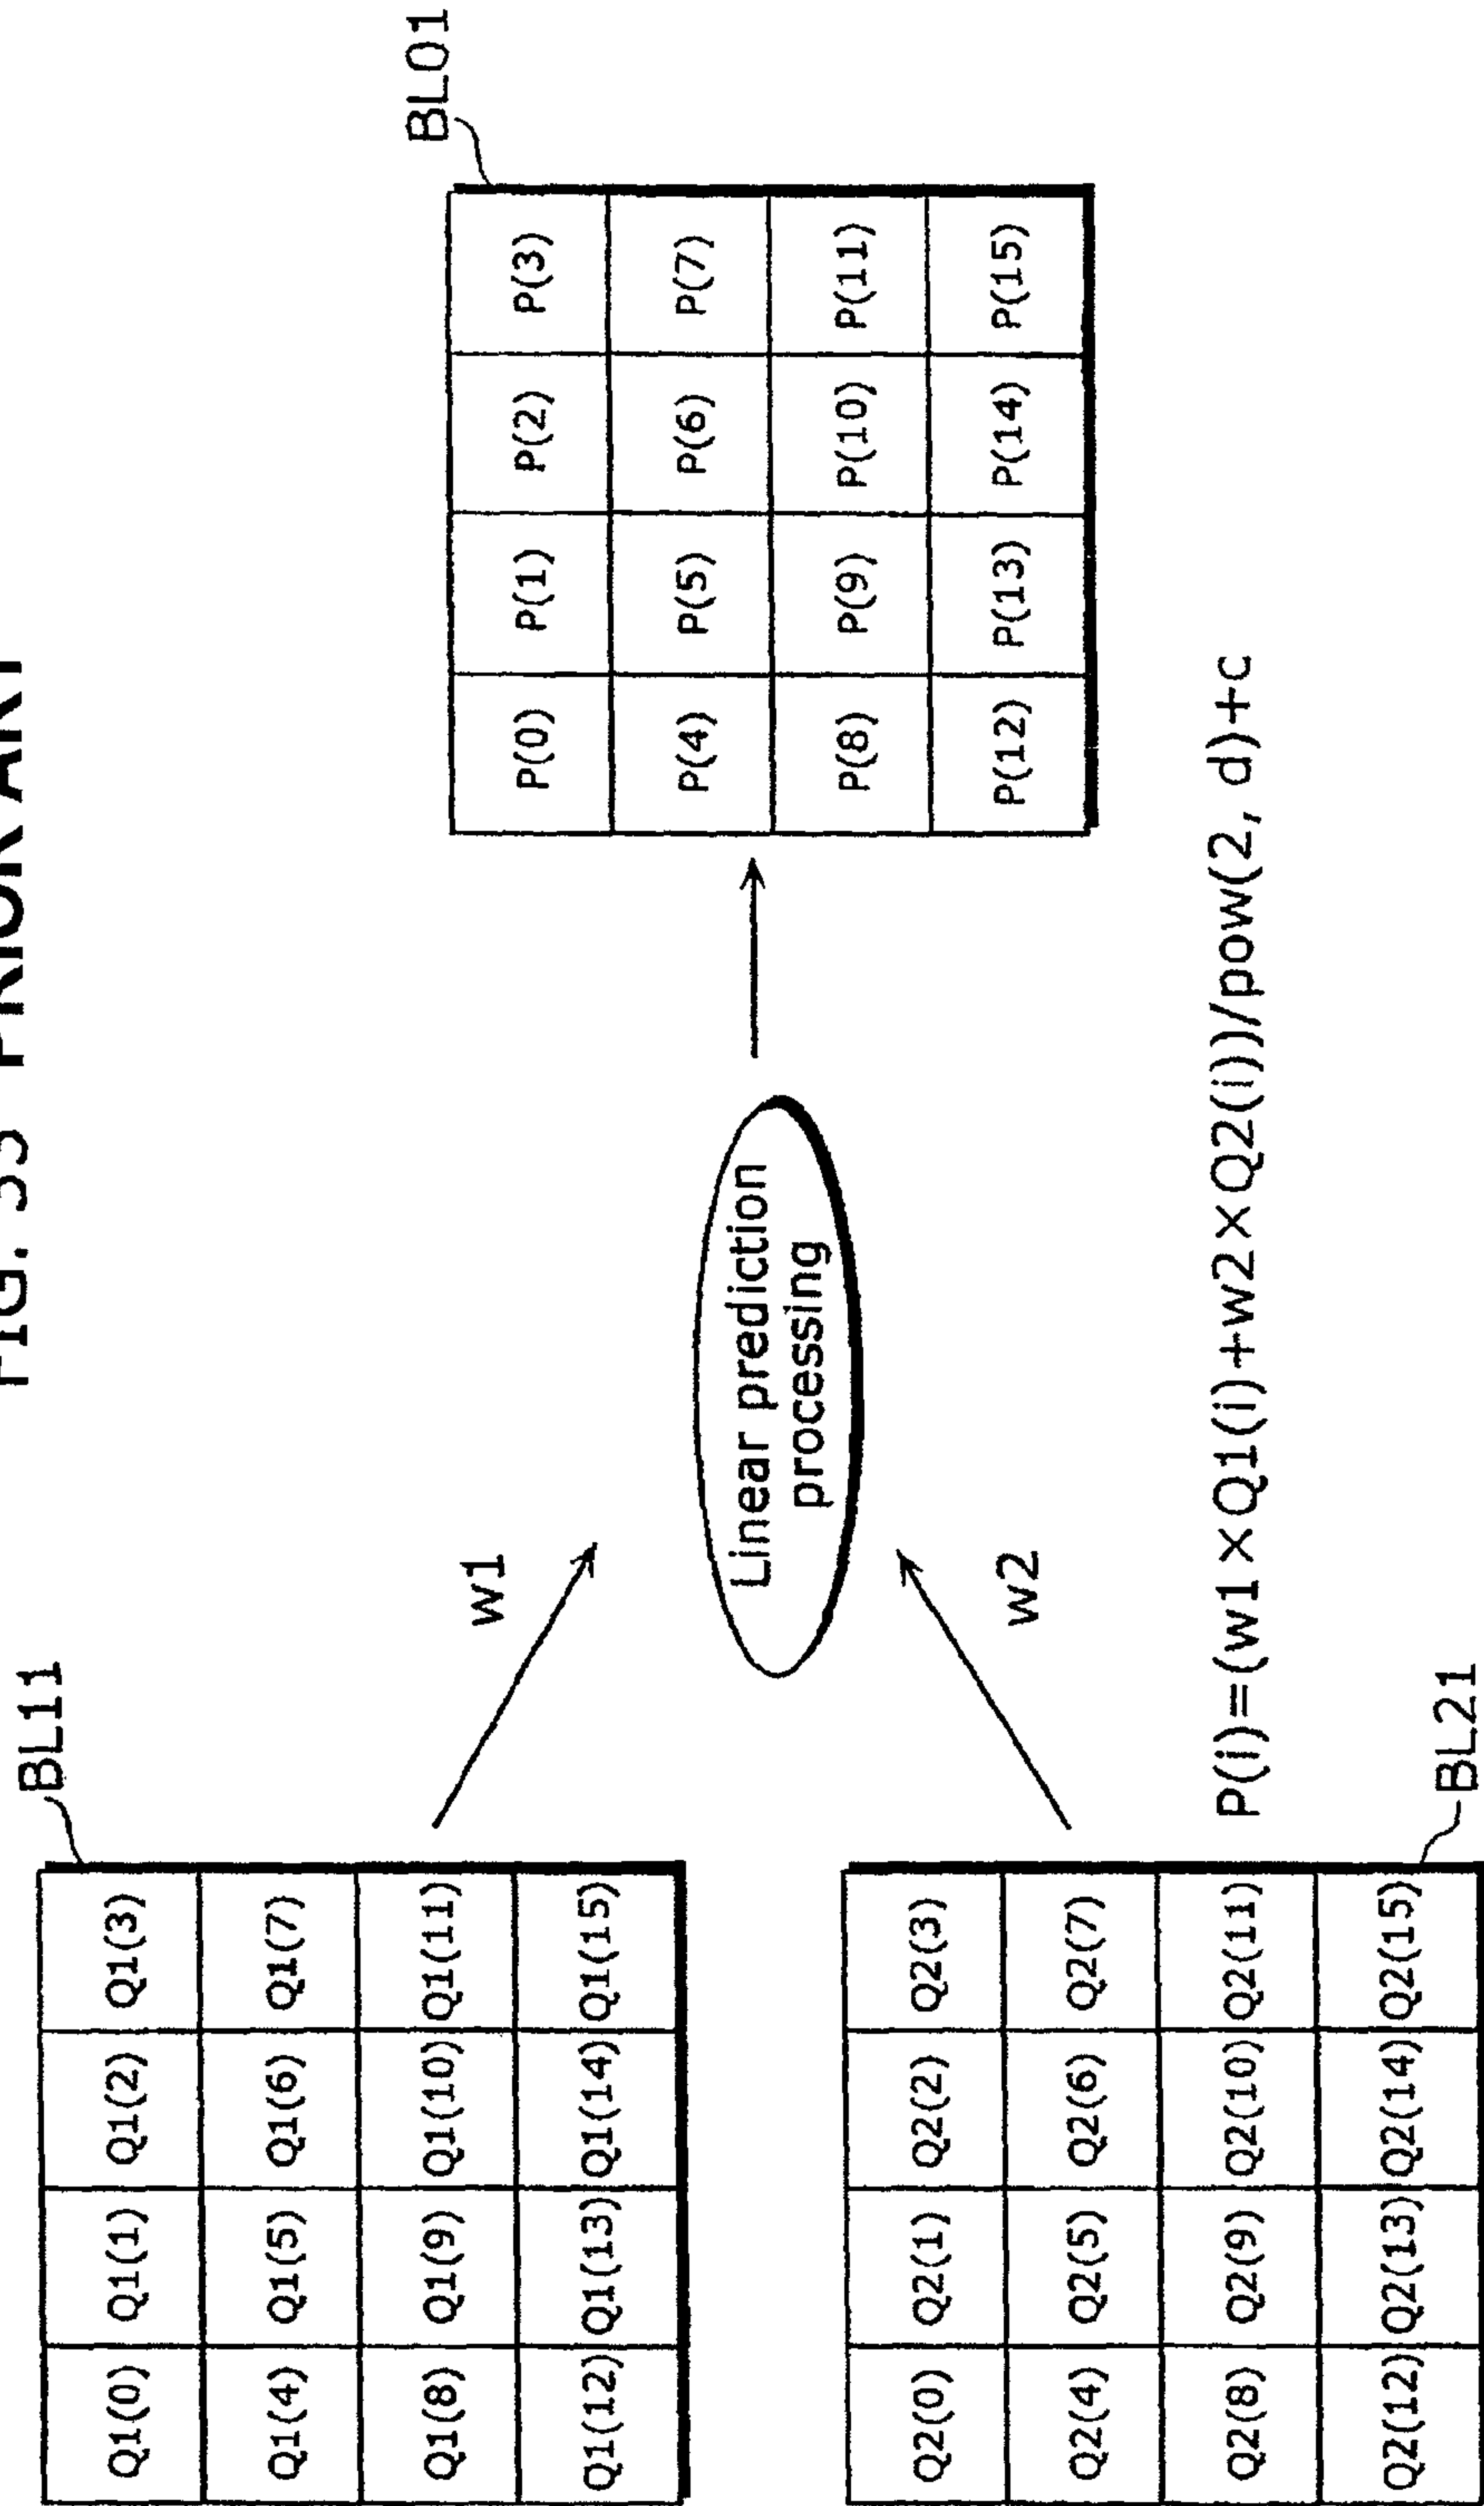 FIG. 33 PRIOR ART
BL11
Q1(0) Q1(1) Q1(2) Q1(3)
Q1(4) Q1(5) Q1(6) Q1(7)
Q1(8) Q1(9) Q1(10) Q1(11)
Q1(12) Q1(13) Q1(14) Q1(15)
w1
Linear prediction
processing
w2
BL01
P(0) P(1) P(2) P(3)
P(4) P(5) P(6) P(7)
P(8) P(9) P(10) P(11)
P(12) P(13) P(14) P(15)
Q2(0) Q2(1) Q2(2) Q2(3)
Q2(4) Q2(5) Q2(6) Q2(7)
Q2(8) Q2(9) Q2(10) Q2(11)
Q2(12) Q2(13) Q2(14) Q2(15)
P(i)=(w1×Q1(i)+w2×Q2(i))/pow(2, d)+c
BL21